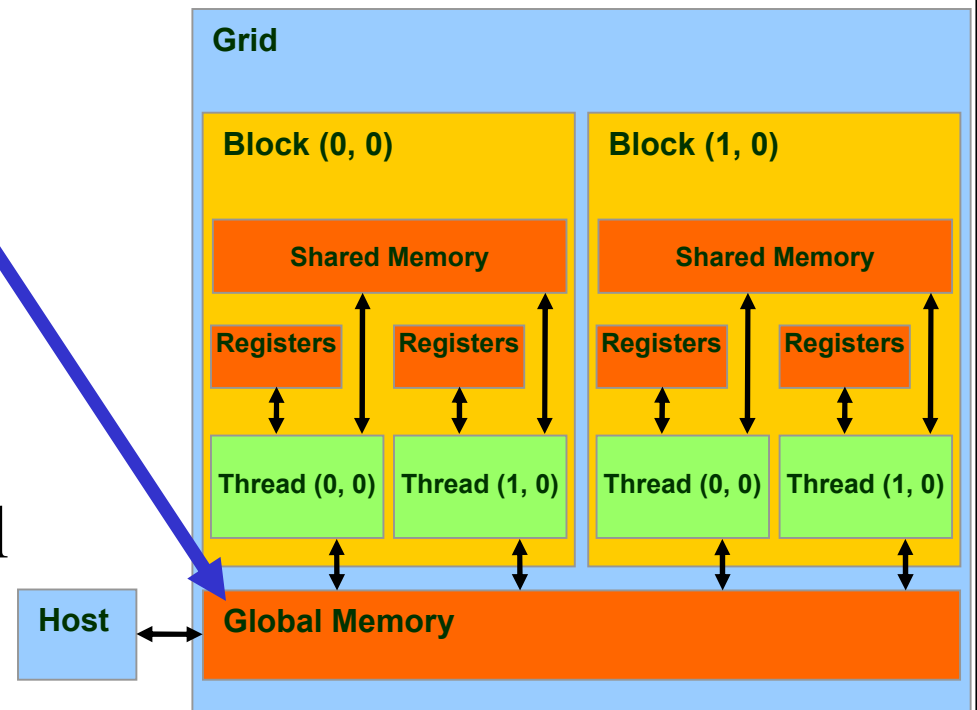 Grid
Block (0, 0)
Block (1, 0)
Shared Memory
Shared Memory
Registers
Registers
Registers
Registers
Thread (0, 0)
Thread (1, 0)
Thread (0, 0)
Thread (1, 0)
Host
Global Memory